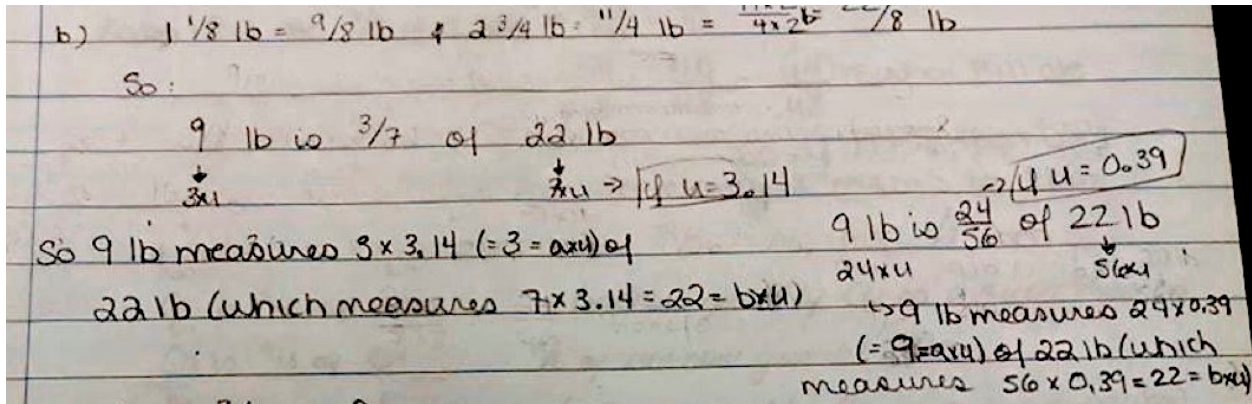 b) 1 1/8 lb = 9/8 lb & 2 3/4 lb = 11/4 lb = 4x2 = /8 lb
So:
9 lb is 3/7 of 22 lb
3xu 7xu → if u=3.14
So 9 lb measures 3 x 3.14 (= 3 = axu) of
22 lb (which measures 7 x 3.14 = 22 = bxu)
→ if u = 0.39
9 lb is 24/56 of 22 lb
24xu 56xu
↳ 9 lb measures 24x0.39
(= 9 = axu) of 22 lb (which
measures 56 x 0.39 = 22 = bxu)